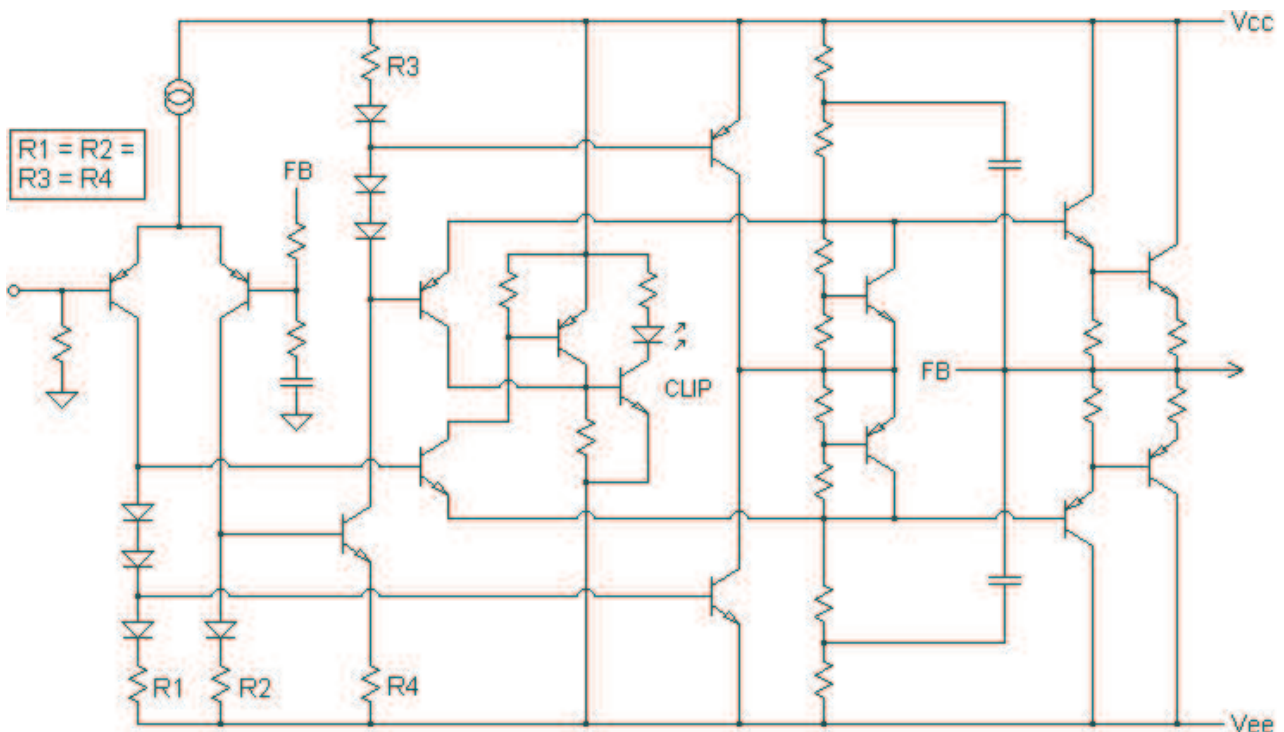 Vcc
R3
R1 = R2 =
R3 = R4
FB
CLIP
FB
R1
R2
R4
Vee